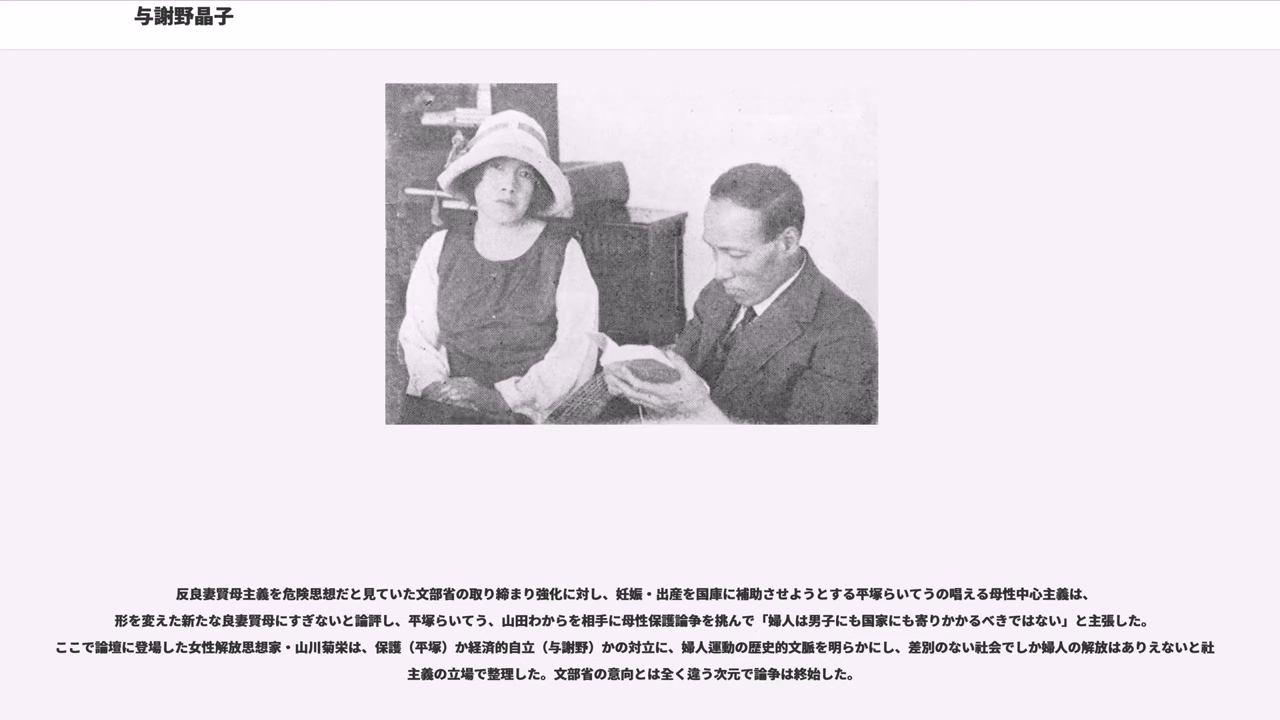 与謝野晶子
反良妻賢母主義を危険思想だと見ていた文部省の取り締まり強化に対し、妊娠・出産を国庫に補助させようとする平塚らいてうの唱える母性中心主義は、
形を変えた新たな良妻賢母にすぎないと論評し、平塚らいてう、山田わからを相手に母性保護論争を挑んで「婦人は男子にも国家にも寄りかかるべきではない」と主張した。
ここで論壇に登場した女性解放思想家・山川菊栄は、保護（平塚）か経済的自立（与謝野）かの対立に、婦人運動の歴史的文脈を明らかにし、差別のない社会でしか婦人の解放はありえないと社
主義の立場で整理した。文部省の意向とは全く違う次元で論争は終始した。